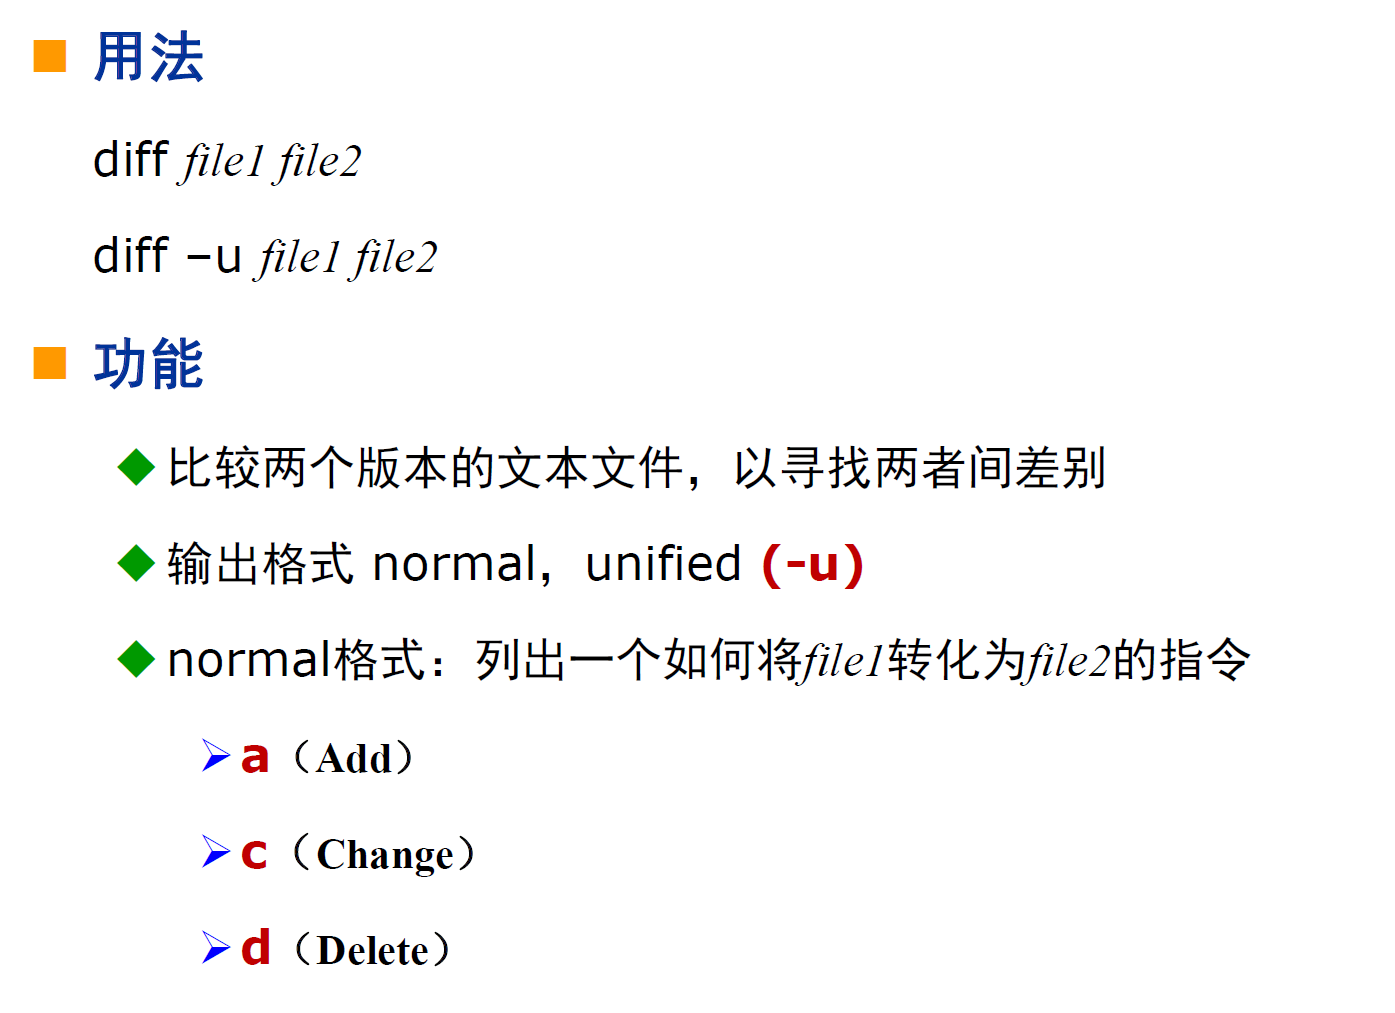 用法
diff file1 file2
diff –u file1 file2
功能
比较两个版本的文本文件，以寻找两者间差别
输出格式 normal，unified (-u)
normal格式：列出一个如何将file1转化为file2的指令
a（Add）
c（Change）
d（Delete）